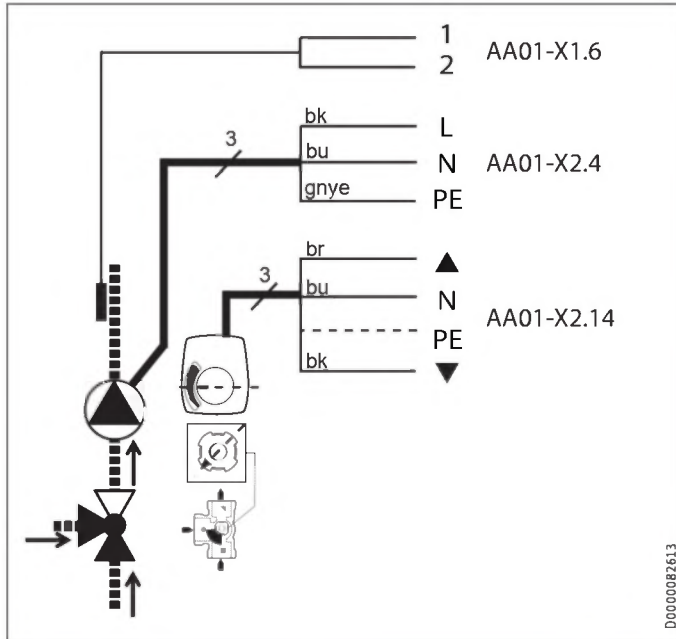 1
2 AA01-X1.6
bk L
3 bu N AA01-X2.4
gnye PE
br ▲
3 bu N
PE AA01-X2.14
bk ▼
D0000082613